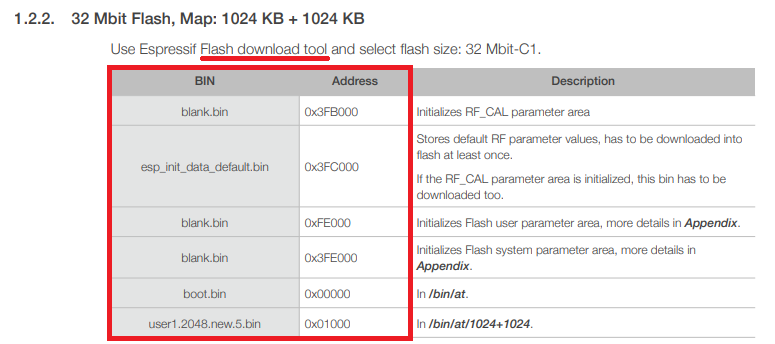 1.2.2. 32 Mbit Flash, Map: 1024 KB + 1024 KB
Use Espressif Flash download tool and select flash size: 32 Mbit-C1.
BIN Address Description
blank.bin 0x3FB000 Initializes RF_CAL parameter area
esp_init_data_default.bin 0x3FC000 Stores default RF parameter values, has to be downloaded into
flash at least once.
If the RF_CAL parameter area is initialized, this bin has to be
downloaded too.
blank.bin 0xFE000 Initializes Flash user parameter area, more details in Appendix.
blank.bin 0x3FE000 Initializes Flash system parameter area, more details in
Appendix.
boot.bin 0x00000 In /bin/at.
user1.2048.new.5.bin 0x01000 In /bin/at/1024+1024.